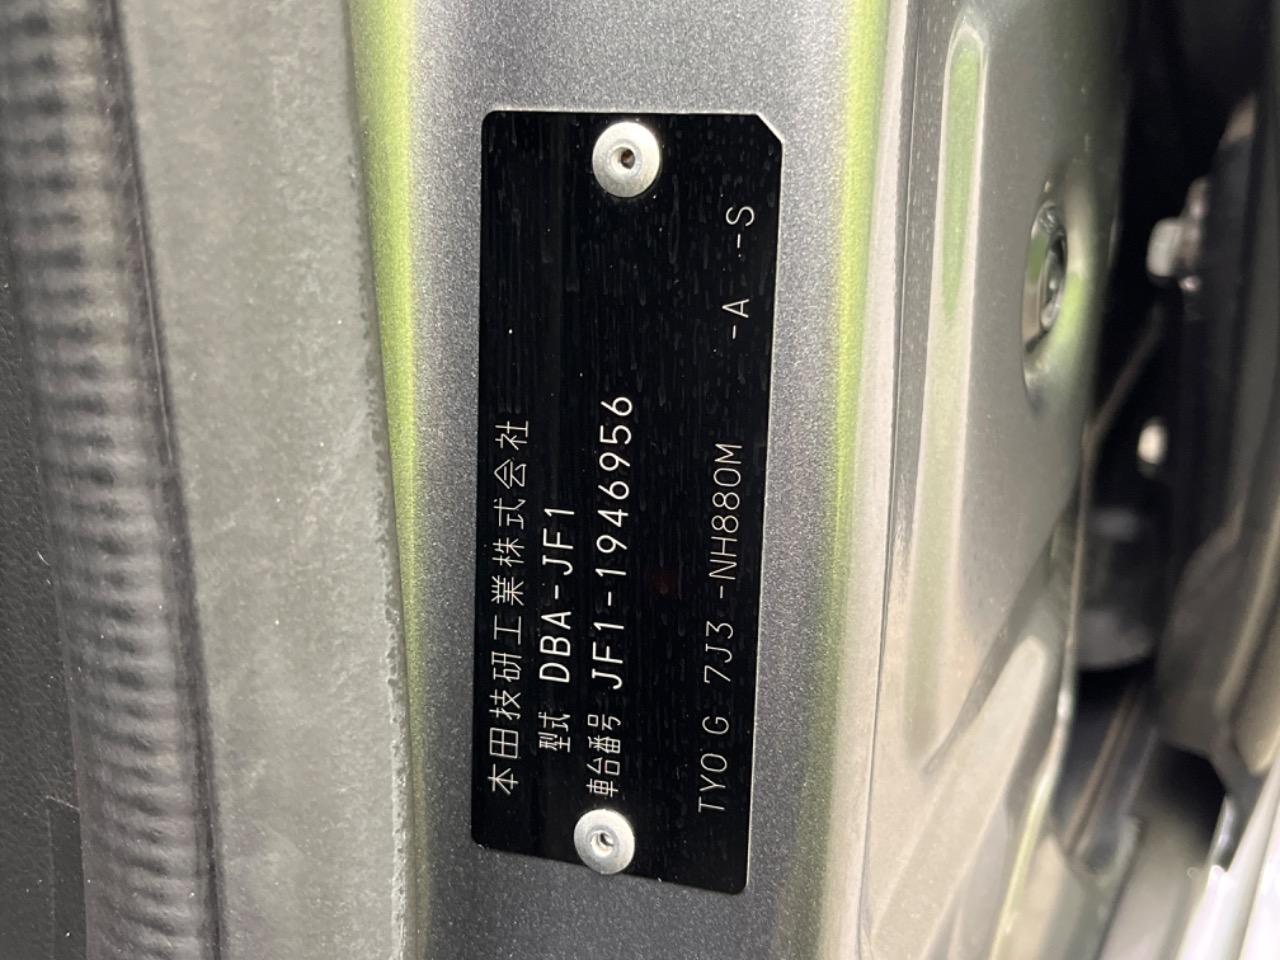 本田技研工業株式会社
型式 DBA-JF1
車台番号 JF1-1946956
TYO G 7J3 -NH880M -A -S